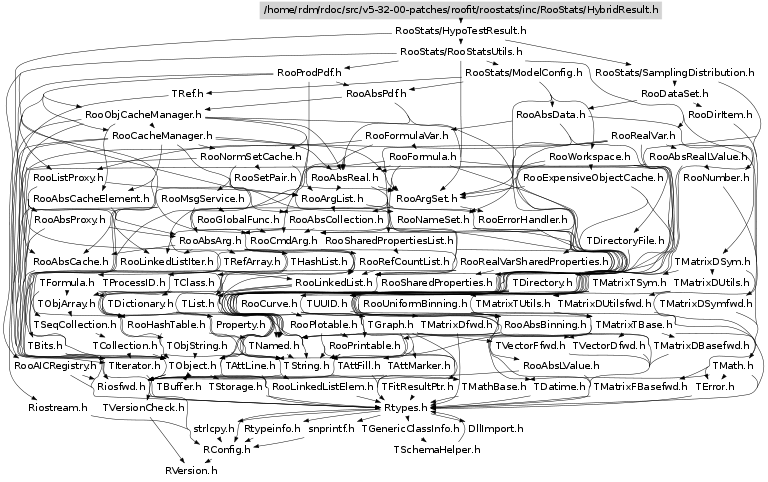 /home/rdm/rdoc/src/v5-32-00-patches/roofit/roostats/inc/RooStats/HybridResult.h
RooStats/HypoTestResult.h
RooStats/RooStatsUtils.h
RooProdPdf.h RooStats/ModelConfig.h RooStats/SamplingDistribution.h
TRef.h RooAbsPdf.h RooDataSet.h
RooObjCacheManager.h RooAbsData.h RooDirItem.h
RooCacheManager.h RooFormulaVar.h RooRealVar.h
RooNormSetCache.h RooFormula.h RooWorkspace.h RooAbsRealLValue.h
RooListProxy.h RooSetPair.h RooAbsReal.h RooExpensiveObjectCache.h RooNumber.h
RooAbsCacheElement.h RooMsgService.h RooArgList.h RooArgSet.h
RooAbsProxy.h RooGlobalFunc.h RooAbsCollection.h RooNameSet.h RooErrorHandler.h
RooAbsArg.h RooCmdArg.h RooSharedPropertiesList.h TDirectoryFile.h
RooAbsCache.h RooLinkedListIter.h TRefArray.h THashList.h RooRefCountList.h RooRealVarSharedProperties.h TMatrixDSym.h
TFormula.h TProcessID.h TClass.h RooLinkedList.h RooSharedProperties.h TDirectory.h TMatrixTSym.h TMatrixDUtils.h
TObjArray.h TDictionary.h TList.h RooCurve.h TUUID.h RooUniformBinning.h TMatrixTUtils.h TMatrixDUtilsfwd.h TMatrixDSymfwd.h
TSeqCollection.h RooHashTable.h Property.h RooPlotable.h TGraph.h TMatrixDfwd.h RooAbsBinning.h TMatrixTBase.h
TBits.h TCollection.h TObjString.h TNamed.h RooPrintable.h TVectorFfwd.h TVectorDfwd.h TMatrixDBasefwd.h
RooAICRegistry.h TIterator.h TObject.h TAttLine.h TString.h TAttFill.h TAttMarker.h RooAbsLValue.h TMath.h
Riosfwd.h TBuffer.h TStorage.h RooLinkedListElem.h TFitResultPtr.h TMathBase.h TDatime.h TMatrixFBasefwd.h TError.h
Riostream.h TVersionCheck.h Rtypes.h
strlcpy.h Rtypeinfo.h snprintf.h TGenericClassInfo.h DllImport.h
RConfig.h TSchemaHelper.h
RVersion.h